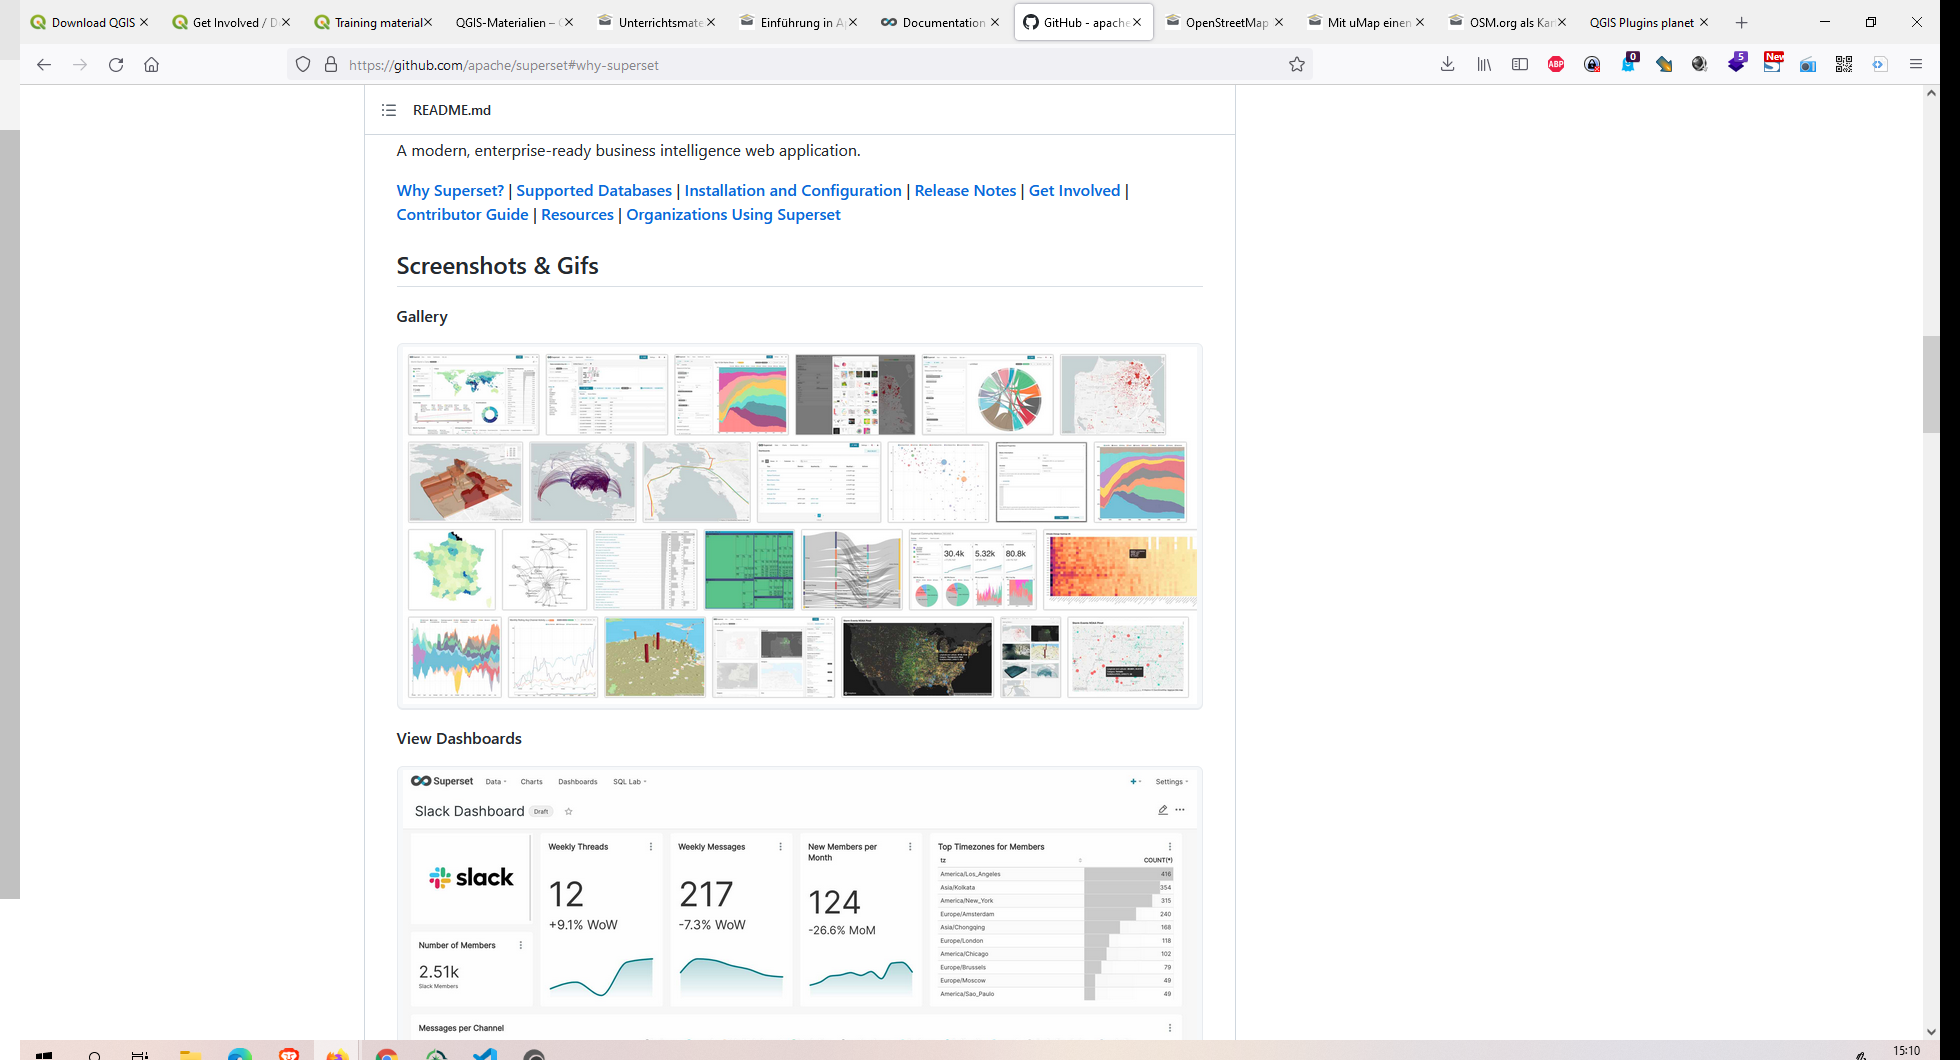 Download QGIS
Get Involved / D
Training material
QGIS-Materialien –
Unterrichtsmate
Einführung in A
Documentation
GitHub - apache
OpenStreetMap
Mit uMap einen
OSM.org als Kar
QGIS Plugins planet
https://github.com/apache/superset#why-superset
ABP
0
5
New
README.md
A modern, enterprise-ready business intelligence web application.
Why Superset? | Supported Databases | Installation and Configuration | Release Notes | Get Involved |
Contributor Guide | Resources | Organizations Using Superset
Screenshots & Gifs
Gallery
30.4k 5.32k 80.8k
View Dashboards
Superset Data Charts Dashboards SQL Lab Settings
Slack Dashboard Draft
slack
Number of Members
2.51k
Slack Members
Weekly Threads
12
+9.1% WoW
Weekly Messages
217
-7.3% WoW
New Members per
Month
124
-26.6% MoM
Top Timezones for Members
tz COUNT(*)
America/Los_Angeles 416
Asia/Kolkata 354
America/New_York 315
Europe/Amsterdam 240
Asia/Chongqing 168
Europe/London 118
America/Chicago 102
Europe/Brussels 79
Europe/Moscow 49
America/Sao_Paulo 49
Messages per Channel
15:10